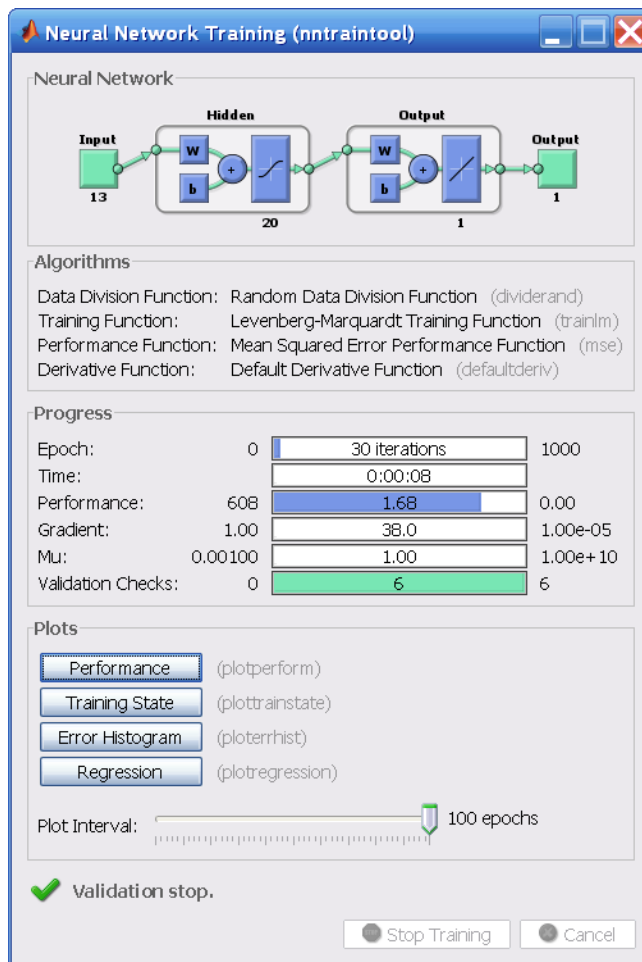 Neural Network Training (nntraintool)
Neural Network
Hidden Output
Input Output
W W
+ +
b b
13 1
20 1
Algorithms
Data Division Function: Random Data Division Function (dividerand)
Training Function: Levenberg-Marquardt Training Function (trainlm)
Performance Function: Mean Squared Error Performance Function (mse)
Derivative Function: Default Derivative Function (defaultderiv)
Progress
Epoch: 0 30 iterations 1000
Time: 0:00:08
Performance: 608 1.68 0.00
Gradient: 1.00 38.0 1.00e-05
Mu: 0.00100 1.00 1.00e+10
Validation Checks: 0 6 6
Plots
Performance (plotperform)
Training State (plottrainstate)
Error Histogram (ploterrhist)
Regression (plotregression)
Plot Interval: 100 epochs
Validation stop.
Stop Training Cancel